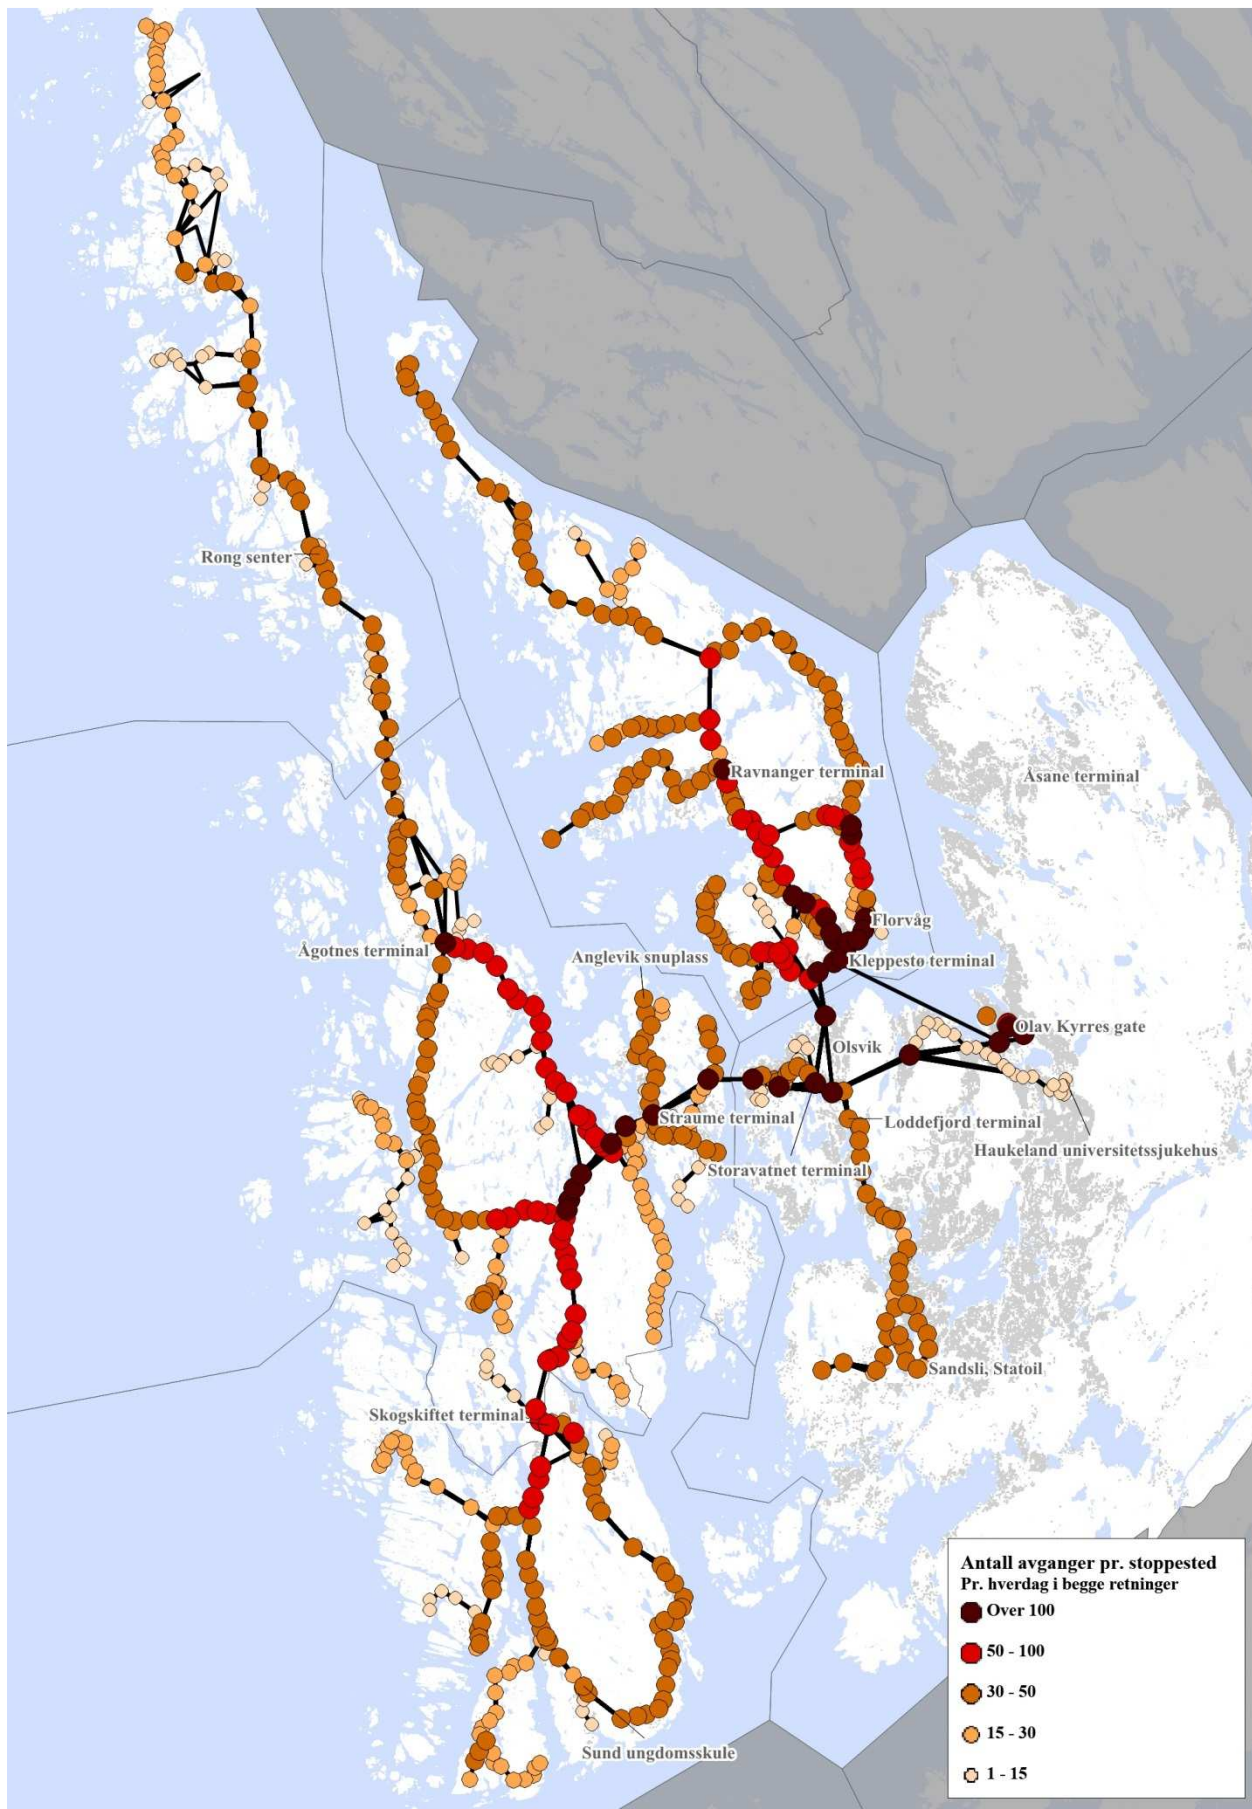 Rong senter
Ravnanger terminal
Åsane terminal
Florvåg
Ågotnes terminal
Anglevik snuplass
Kleppestø terminal
Olav Kyrres gate
Olsvik
Straume terminal
Loddefjord terminal
Haukeland universitetssjukehus
Storavatnet terminal
Sandsli, Statoil
Skogskiftet terminal
Sund ungdomsskule
Antall avganger pr. stoppested
Pr. hverdag i begge retninger
Over 100
50 - 100
30 - 50
15 - 30
1 - 15